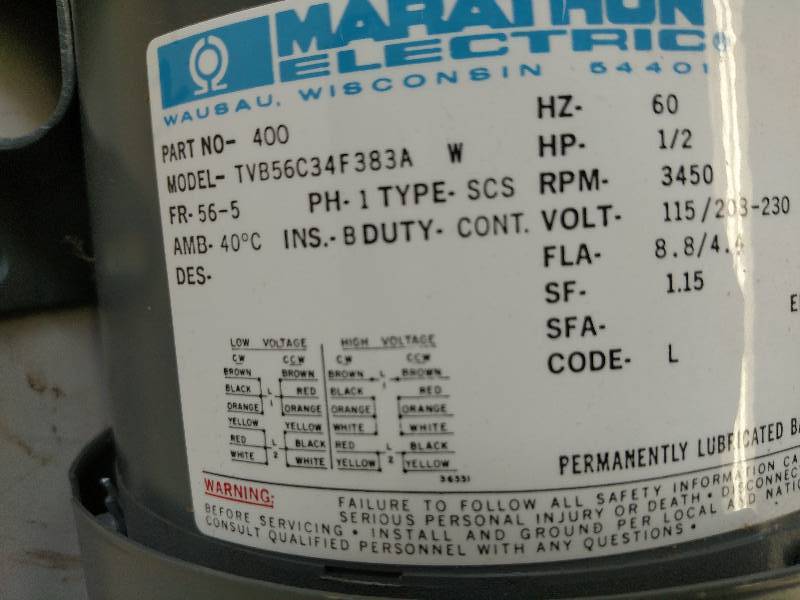 MARATHON
ELECTRIC®
WAUSAU, WISCONSIN 54401
PART NO- 400
MODEL- TVB56C34F383A W
FR- 56-5 PH- 1 TYPE- SCS
AMB- 40°C INS.- B DUTY- CONT.
DES-
HZ- 60
HP- 1/2
RPM- 3450
VOLT- 115/208-230
FLA- 8.8/4.4
SF- 1.15
SFA-
CODE- L
LOW VOLTAGE HIGH VOLTAGE
CW CCW CW CCW
BROWN BROWN BROWN L BROWN
BLACK L RED BLACK 1 RED
ORANGE 1 ORANGE ORANGE ORANGE
YELLOW YELLOW WHITE WHITE
RED L BLACK RED L BLACK
WHITE 2 WHITE YELLOW 2 YELLOW
36551
PERMANENTLY LUBRICATED
WARNING:
FAILURE TO FOLLOW ALL SAFETY INFORMATION
SERIOUS PERSONAL INJURY OR DEATH •
BEFORE SERVICING • INSTALL AND GROUND PER LOCAL AND
CONSULT QUALIFIED PERSONNEL WITH ANY QUESTIONS •